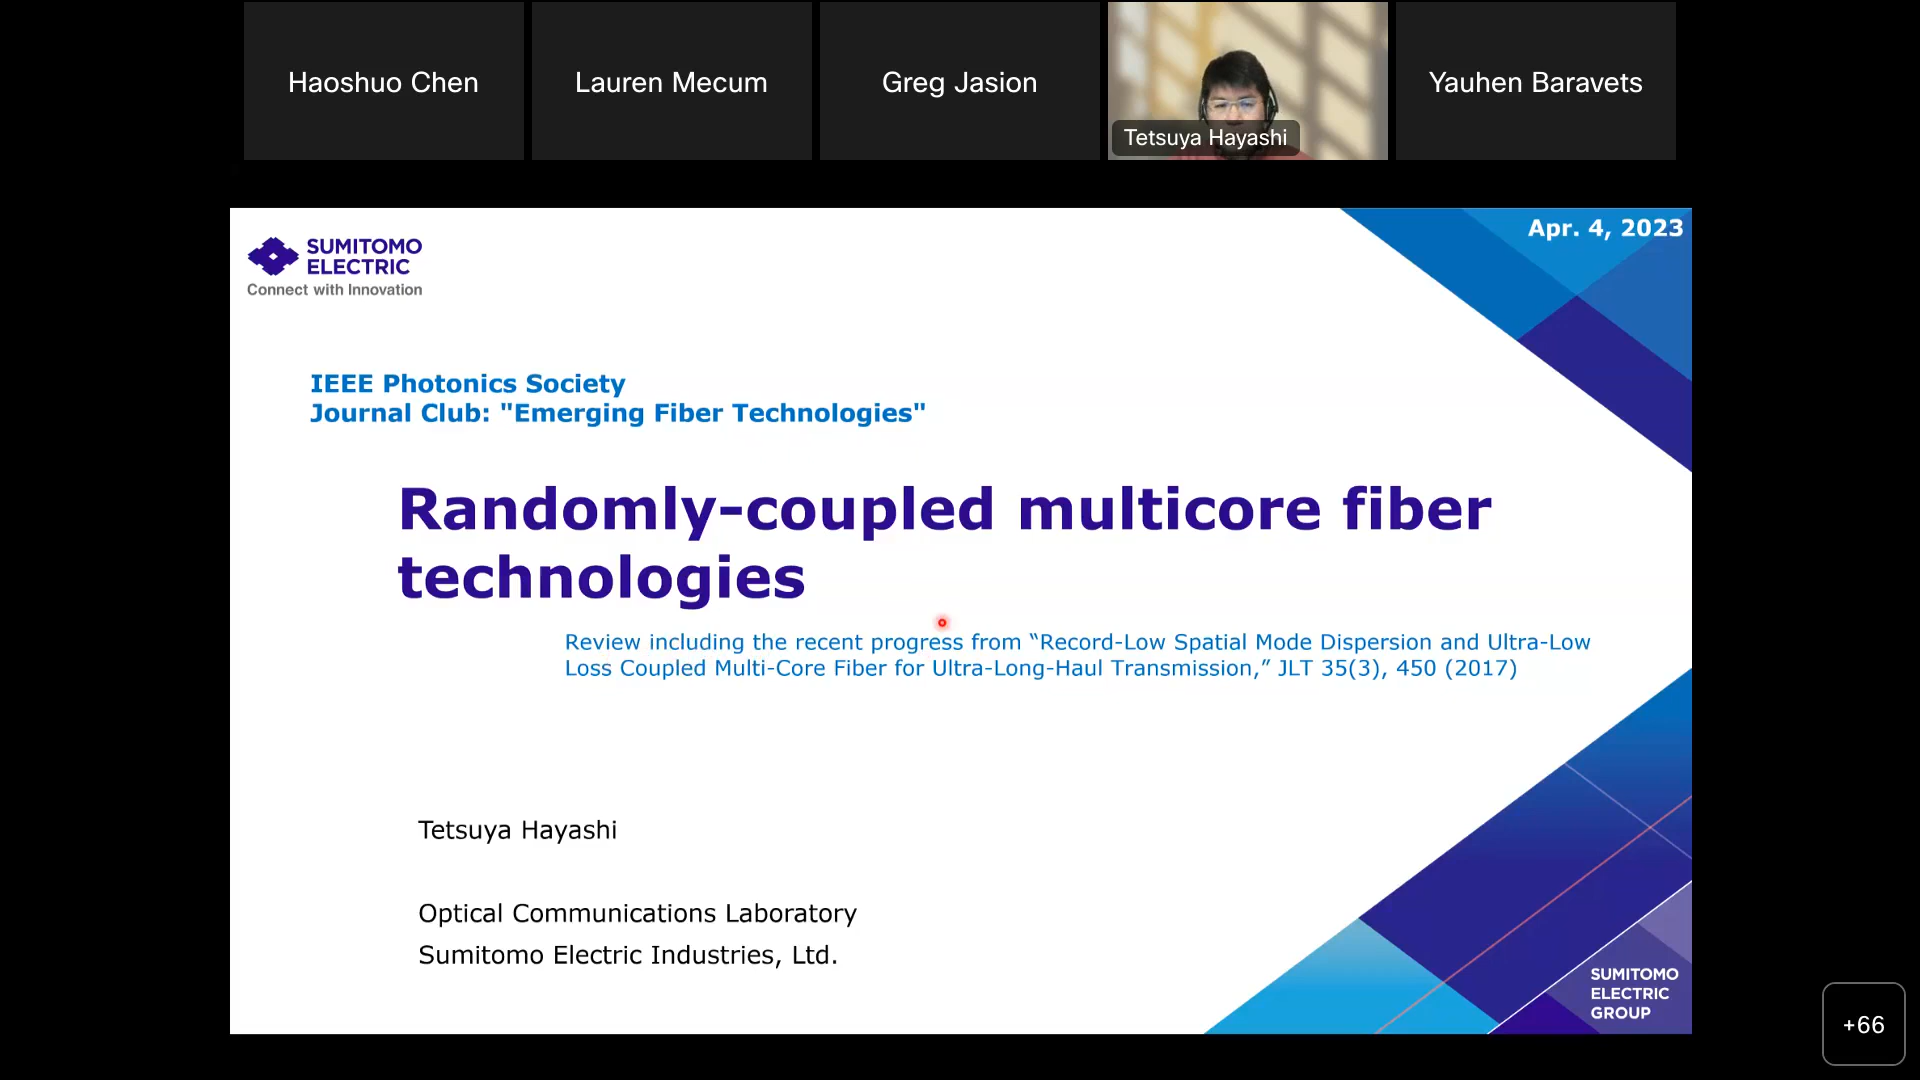 Haoshuo Chen
Lauren Mecum
Greg Jasion
Tetsuya Hayashi
Yauhen Baravets
Apr. 4, 2023
SUMITOMO
ELECTRIC
Connect with Innovation
IEEE Photonics Society
Journal Club: "Emerging Fiber Technologies"
Randomly-coupled multicore fiber
technologies
Review including the recent progress from “Record-Low Spatial Mode Dispersion and Ultra-Low
Loss Coupled Multi-Core Fiber for Ultra-Long-Haul Transmission,” JLT 35(3), 450 (2017)
Tetsuya Hayashi
Optical Communications Laboratory
Sumitomo Electric Industries, Ltd.
SUMITOMO
ELECTRIC
GROUP
+66